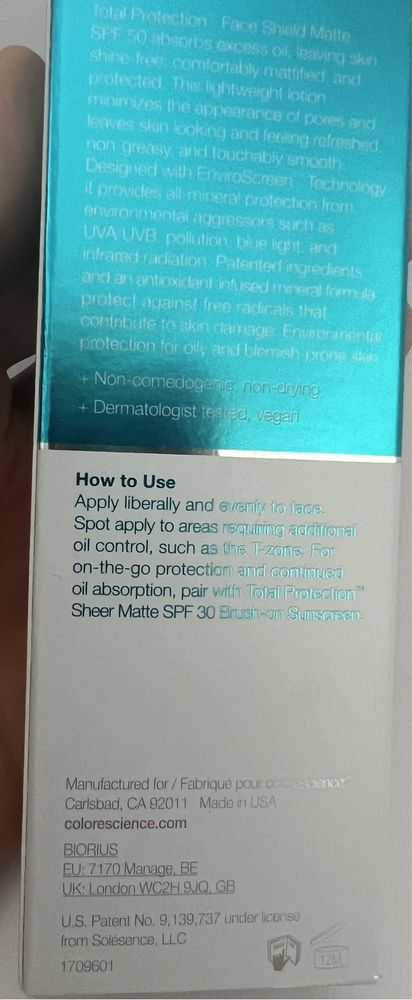 Total Protection™ Face Shield Matte
SPF 50 absorbs excess oil, leaving skin
shine-free, comfortably mattified, and
protected. This lightweight lotion
minimizes the appearance of pores and
leaves skin looking and feeling refreshed,
non-greasy, and touchably smooth.
Designed with EnviroScreen™ Technology,
it provides all-mineral protection from
environmental aggressors such as
UVA/UVB, pollution, blue light, and
infrared radiation. Patented ingredients
and an antioxidant-infused mineral formula
protect against free radicals that
contribute to skin damage. Environmental
protection for oily and blemish prone skin.
+ Non-comedogenic, non-drying
+ Dermatologist tested, vegan
How to Use
Apply liberally and evenly to face.
Spot apply to areas requiring additional
oil control, such as the T-zone. For
on-the-go protection and continued
oil absorption, pair with Total Protection™
Sheer Matte SPF 30 Brush-on Sunscreen.
Manufactured for / Fabriqué pour colorescience®
Carlsbad, CA 92011 Made in USA
colorescience.com
BIORIUS
EU: 7170 Manage, BE
UK: London WC2H 9JQ, GB
U.S. Patent No. 9,139,737 under license
from Solésence, LLC
1709601
12M